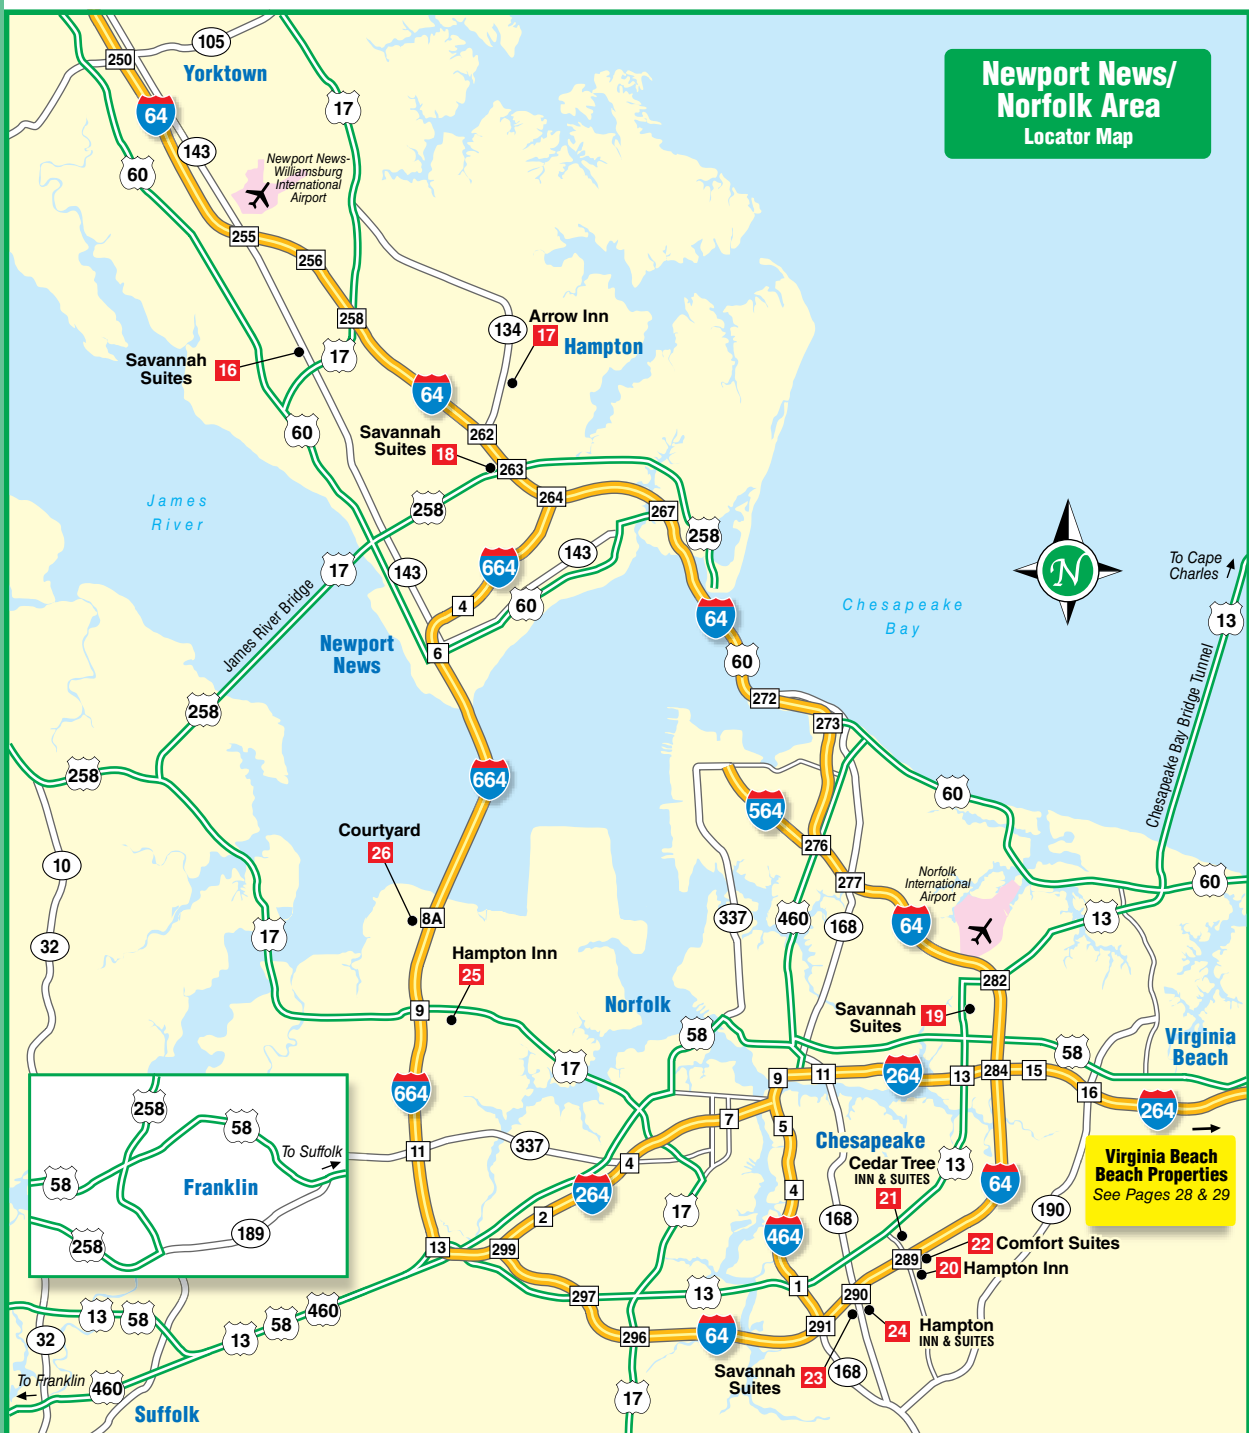 Newport News/
Norfolk Area
Locator Map
105
250
Yorktown
64
17
143
60
Newport News-
Williamsburg
International
Airport
255
256
258
Arrow Inn
17
134
Hampton
17
Savannah
Suites
16
64
60
262
Savannah
Suites
18
263
264
258
267
258
James
River
143
664
143
17
To Cape
Charles
N
4
60
64
Chesapeake
Bay
13
James River Bridge
Newport
News
6
60
272
273
258
Chesapeake Bay Bridge Tunnel
258
664
60
564
Courtyard
26
276
10
277
Norfolk
International
Airport
60
8A
337
460
168
64
13
17
32
Hampton Inn
25
282
9
Norfolk
Savannah
Suites
19
58
58
Virginia
Beach
17
9
11
264
13
284
15
16
664
264
258
58
7
5
To Suffolk
337
11
Chesapeake
Virginia Beach
Beach Properties
See Pages 28 & 29
Cedar Tree
INN & SUITES
21
13
4
58
Franklin
264
4
64
17
2
168
190
189
464
258
13
299
22
Comfort Suites
289
20
Hampton Inn
297
13
1
290
13
58
460
58
13
32
296
64
291
24
Hampton
INN & SUITES
Savannah
Suites
23
168
To Franklin
460
17
Suffolk